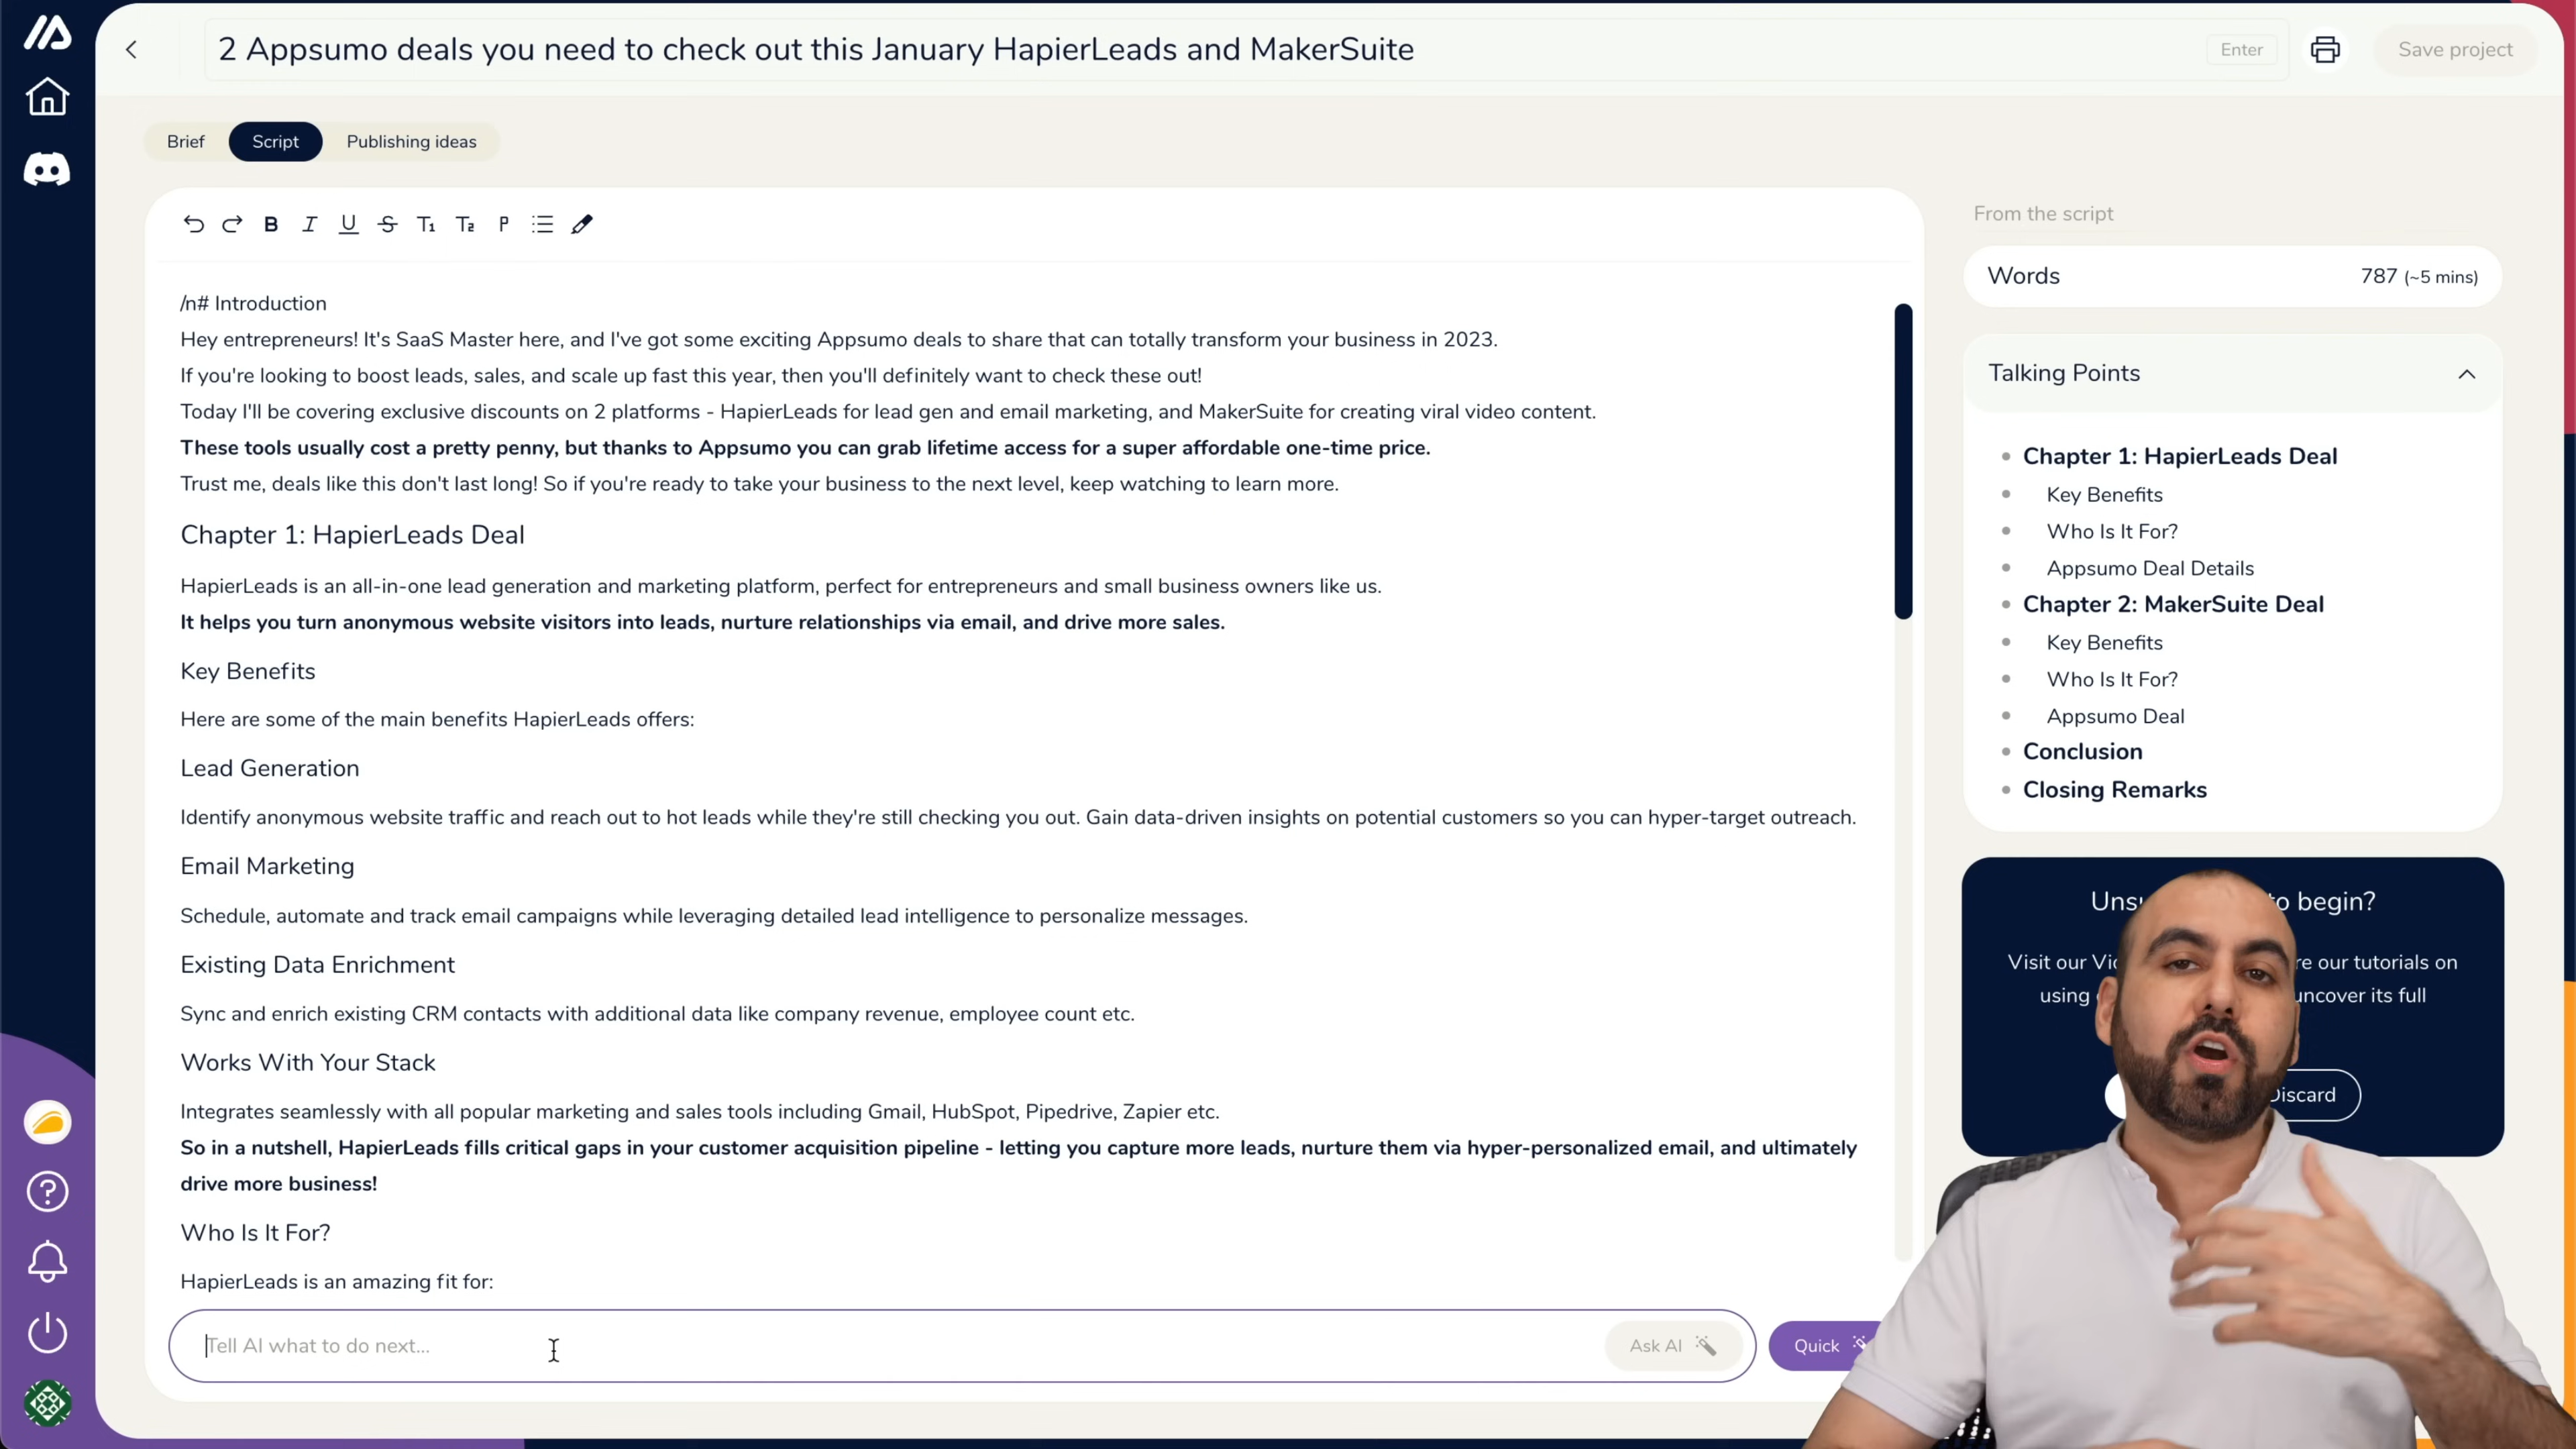 2 Appsumo deals you need to check out this January HapierLeads and MakerSuite
Enter
Save project
Brief
Script
Publishing ideas
B I U S T1 T2 P
/n# Introduction
Hey entrepreneurs! It's SaaS Master here, and I've got some exciting Appsumo deals to share that can totally transform your business in 2023.
If you're looking to boost leads, sales, and scale up fast this year, then you'll definitely want to check these out!
Today I'll be covering exclusive discounts on 2 platforms - HapierLeads for lead gen and email marketing, and MakerSuite for creating viral video content.
These tools usually cost a pretty penny, but thanks to Appsumo you can grab lifetime access for a super affordable one-time price.
Trust me, deals like this don't last long! So if you're ready to take your business to the next level, keep watching to learn more.
Chapter 1: HapierLeads Deal
HapierLeads is an all-in-one lead generation and marketing platform, perfect for entrepreneurs and small business owners like us.
It helps you turn anonymous website visitors into leads, nurture relationships via email, and drive more sales.
Key Benefits
Here are some of the main benefits HapierLeads offers:
Lead Generation
Identify anonymous website traffic and reach out to hot leads while they're still checking you out. Gain data-driven insights on potential customers so you can hyper-target outreach.
Email Marketing
Schedule, automate and track email campaigns while leveraging detailed lead intelligence to personalize messages.
Existing Data Enrichment
Sync and enrich existing CRM contacts with additional data like company revenue, employee count etc.
Works With Your Stack
Integrates seamlessly with all popular marketing and sales tools including Gmail, HubSpot, Pipedrive, Zapier etc.
So in a nutshell, HapierLeads fills critical gaps in your customer acquisition pipeline - letting you capture more leads, nurture them via hyper-personalized email, and ultimately
drive more business!
Who Is It For?
HapierLeads is an amazing fit for:
Tell AI what to do next...
Ask AI
Quick
From the script
Words
787 (~5 mins)
Talking Points
Chapter 1: HapierLeads Deal
Key Benefits
Who Is It For?
Appsumo Deal Details
Chapter 2: MakerSuite Deal
Key Benefits
Who Is It For?
Appsumo Deal
Conclusion
Closing Remarks
to begin?
Visit our our tutorials on
using uncover its full
Discard